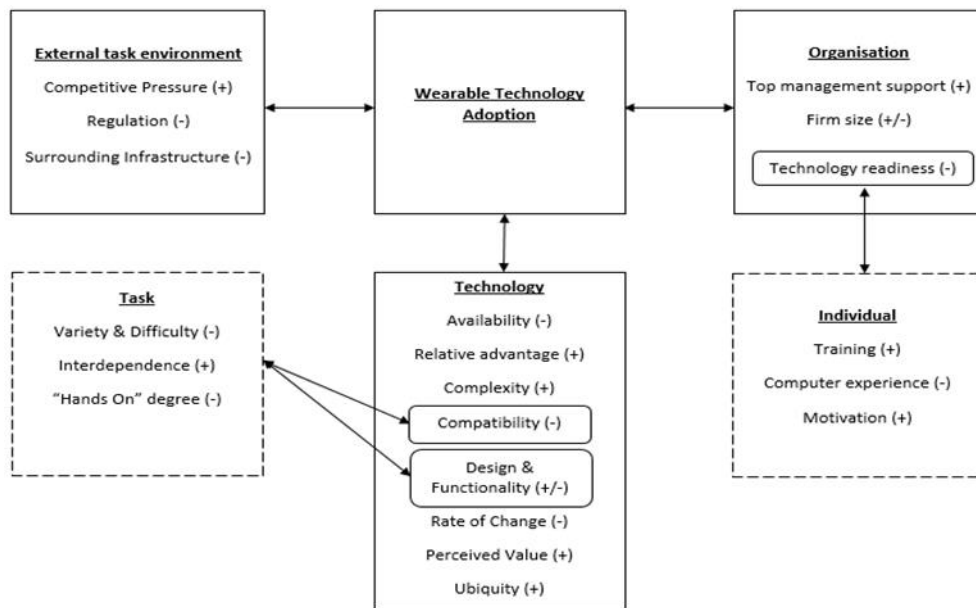 External task environment
Competitive Pressure (+)
Regulation (-)
Surrounding Infrastructure (-)
Wearable Technology
Adoption
Organisation
Top management support (+)
Firm size (+/-)
Technology readiness (-)
Task
Variety & Difficulty (-)
Interdependence (+)
“Hands On” degree (-)
Technology
Availability (-)
Relative advantage (+)
Complexity (+)
Compatibility (-)
Design &
Functionality (+/-)
Rate of Change (-)
Perceived Value (+)
Ubiquity (+)
Individual
Training (+)
Computer experience (-)
Motivation (+)